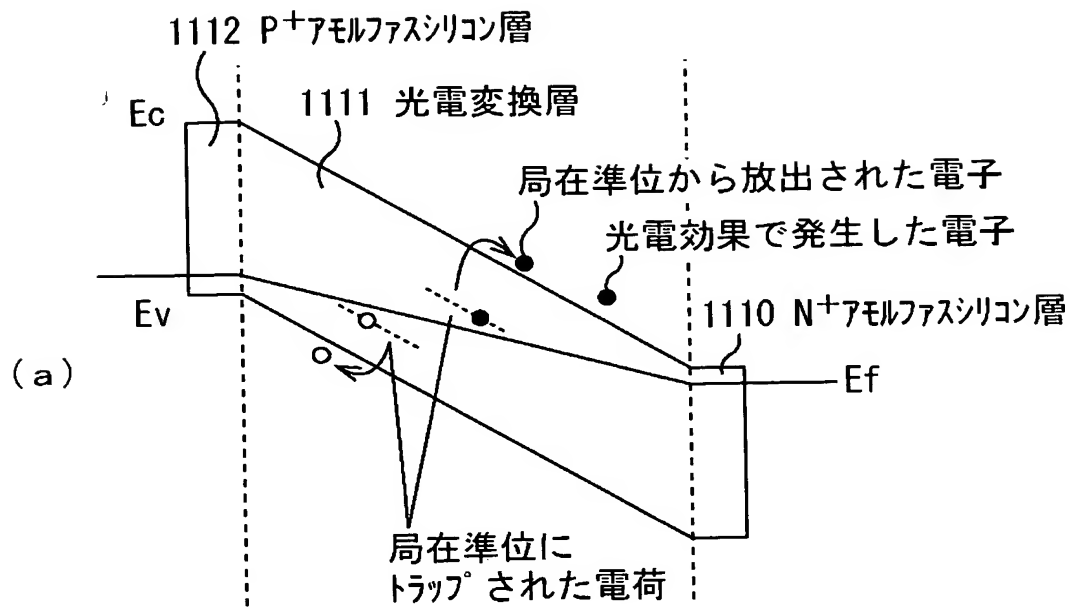 1112 P+アモルファスシリコン層
1111 光電変換層
Ec
局在準位から放出された電子
光電効果で発生した電子
Ev
1110 N+アモルファスシリコン層
(a)
Ef
局在準位に
トラップされた電荷